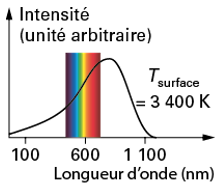 Intensité
(unité arbitraire)
T surface
= 3 400 K
100 600 1 100
Longueur d'onde (nm)